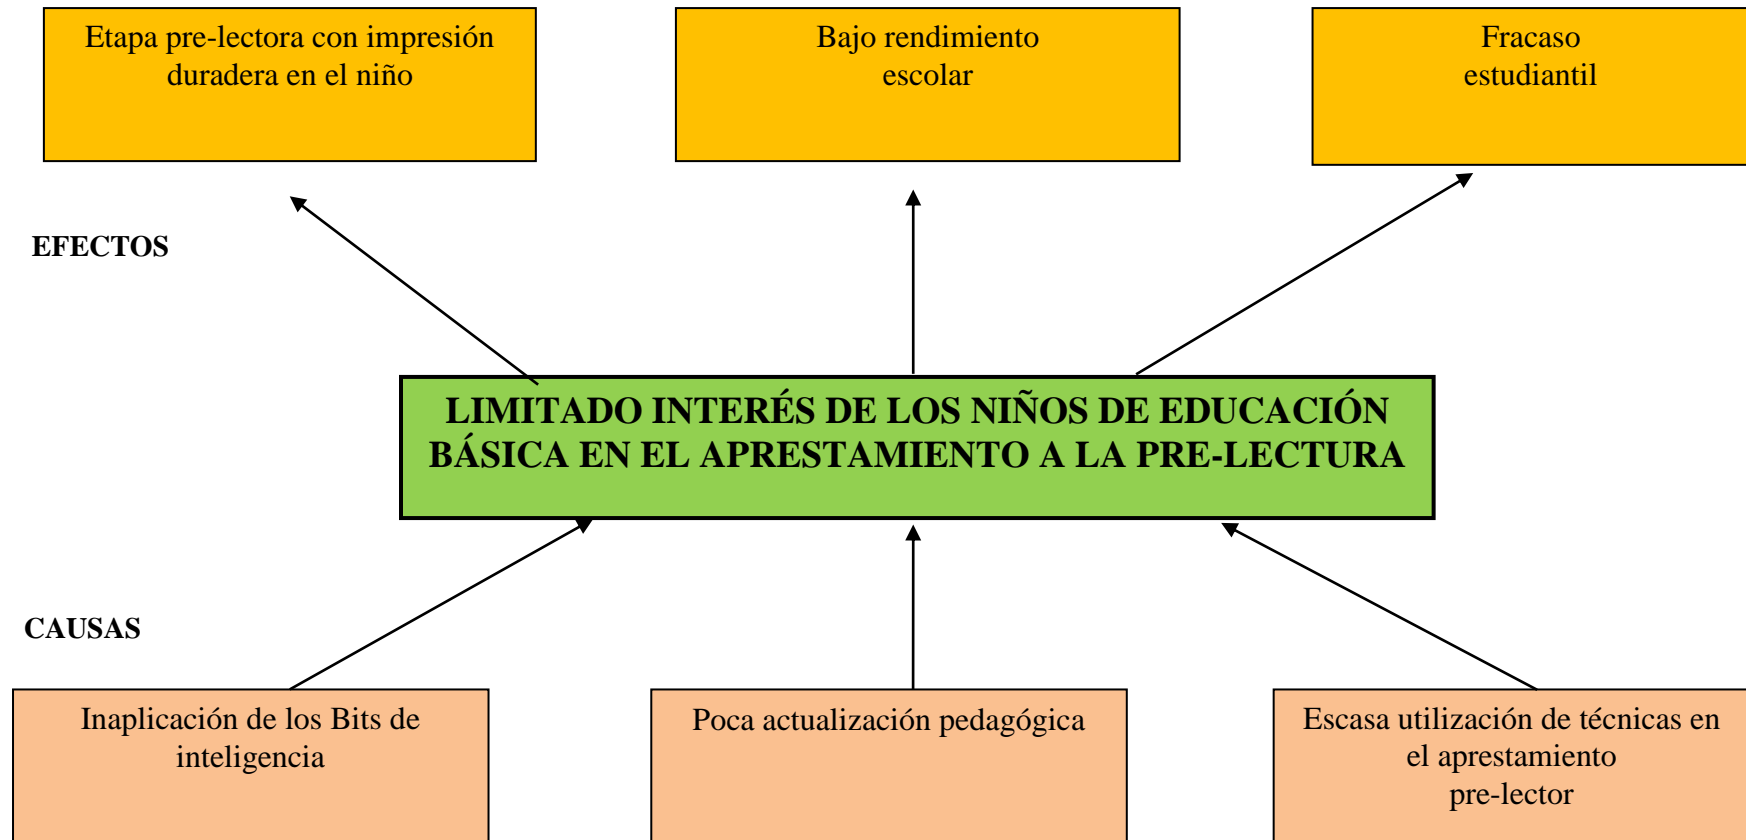 Etapa pre-lectora con impresión
duradera en el niño
Bajo rendimiento
escolar
Fracaso
estudiantil
EFECTOS
LIMITADO INTERÉS DE LOS NIÑOS DE EDUCACIÓN
BÁSICA EN EL APRESTAMIENTO A LA PRE-LECTURA
CAUSAS
Inaplicación de los Bits de
inteligencia
Poca actualización pedagógica
Escasa utilización de técnicas en
el aprestamiento
pre-lector